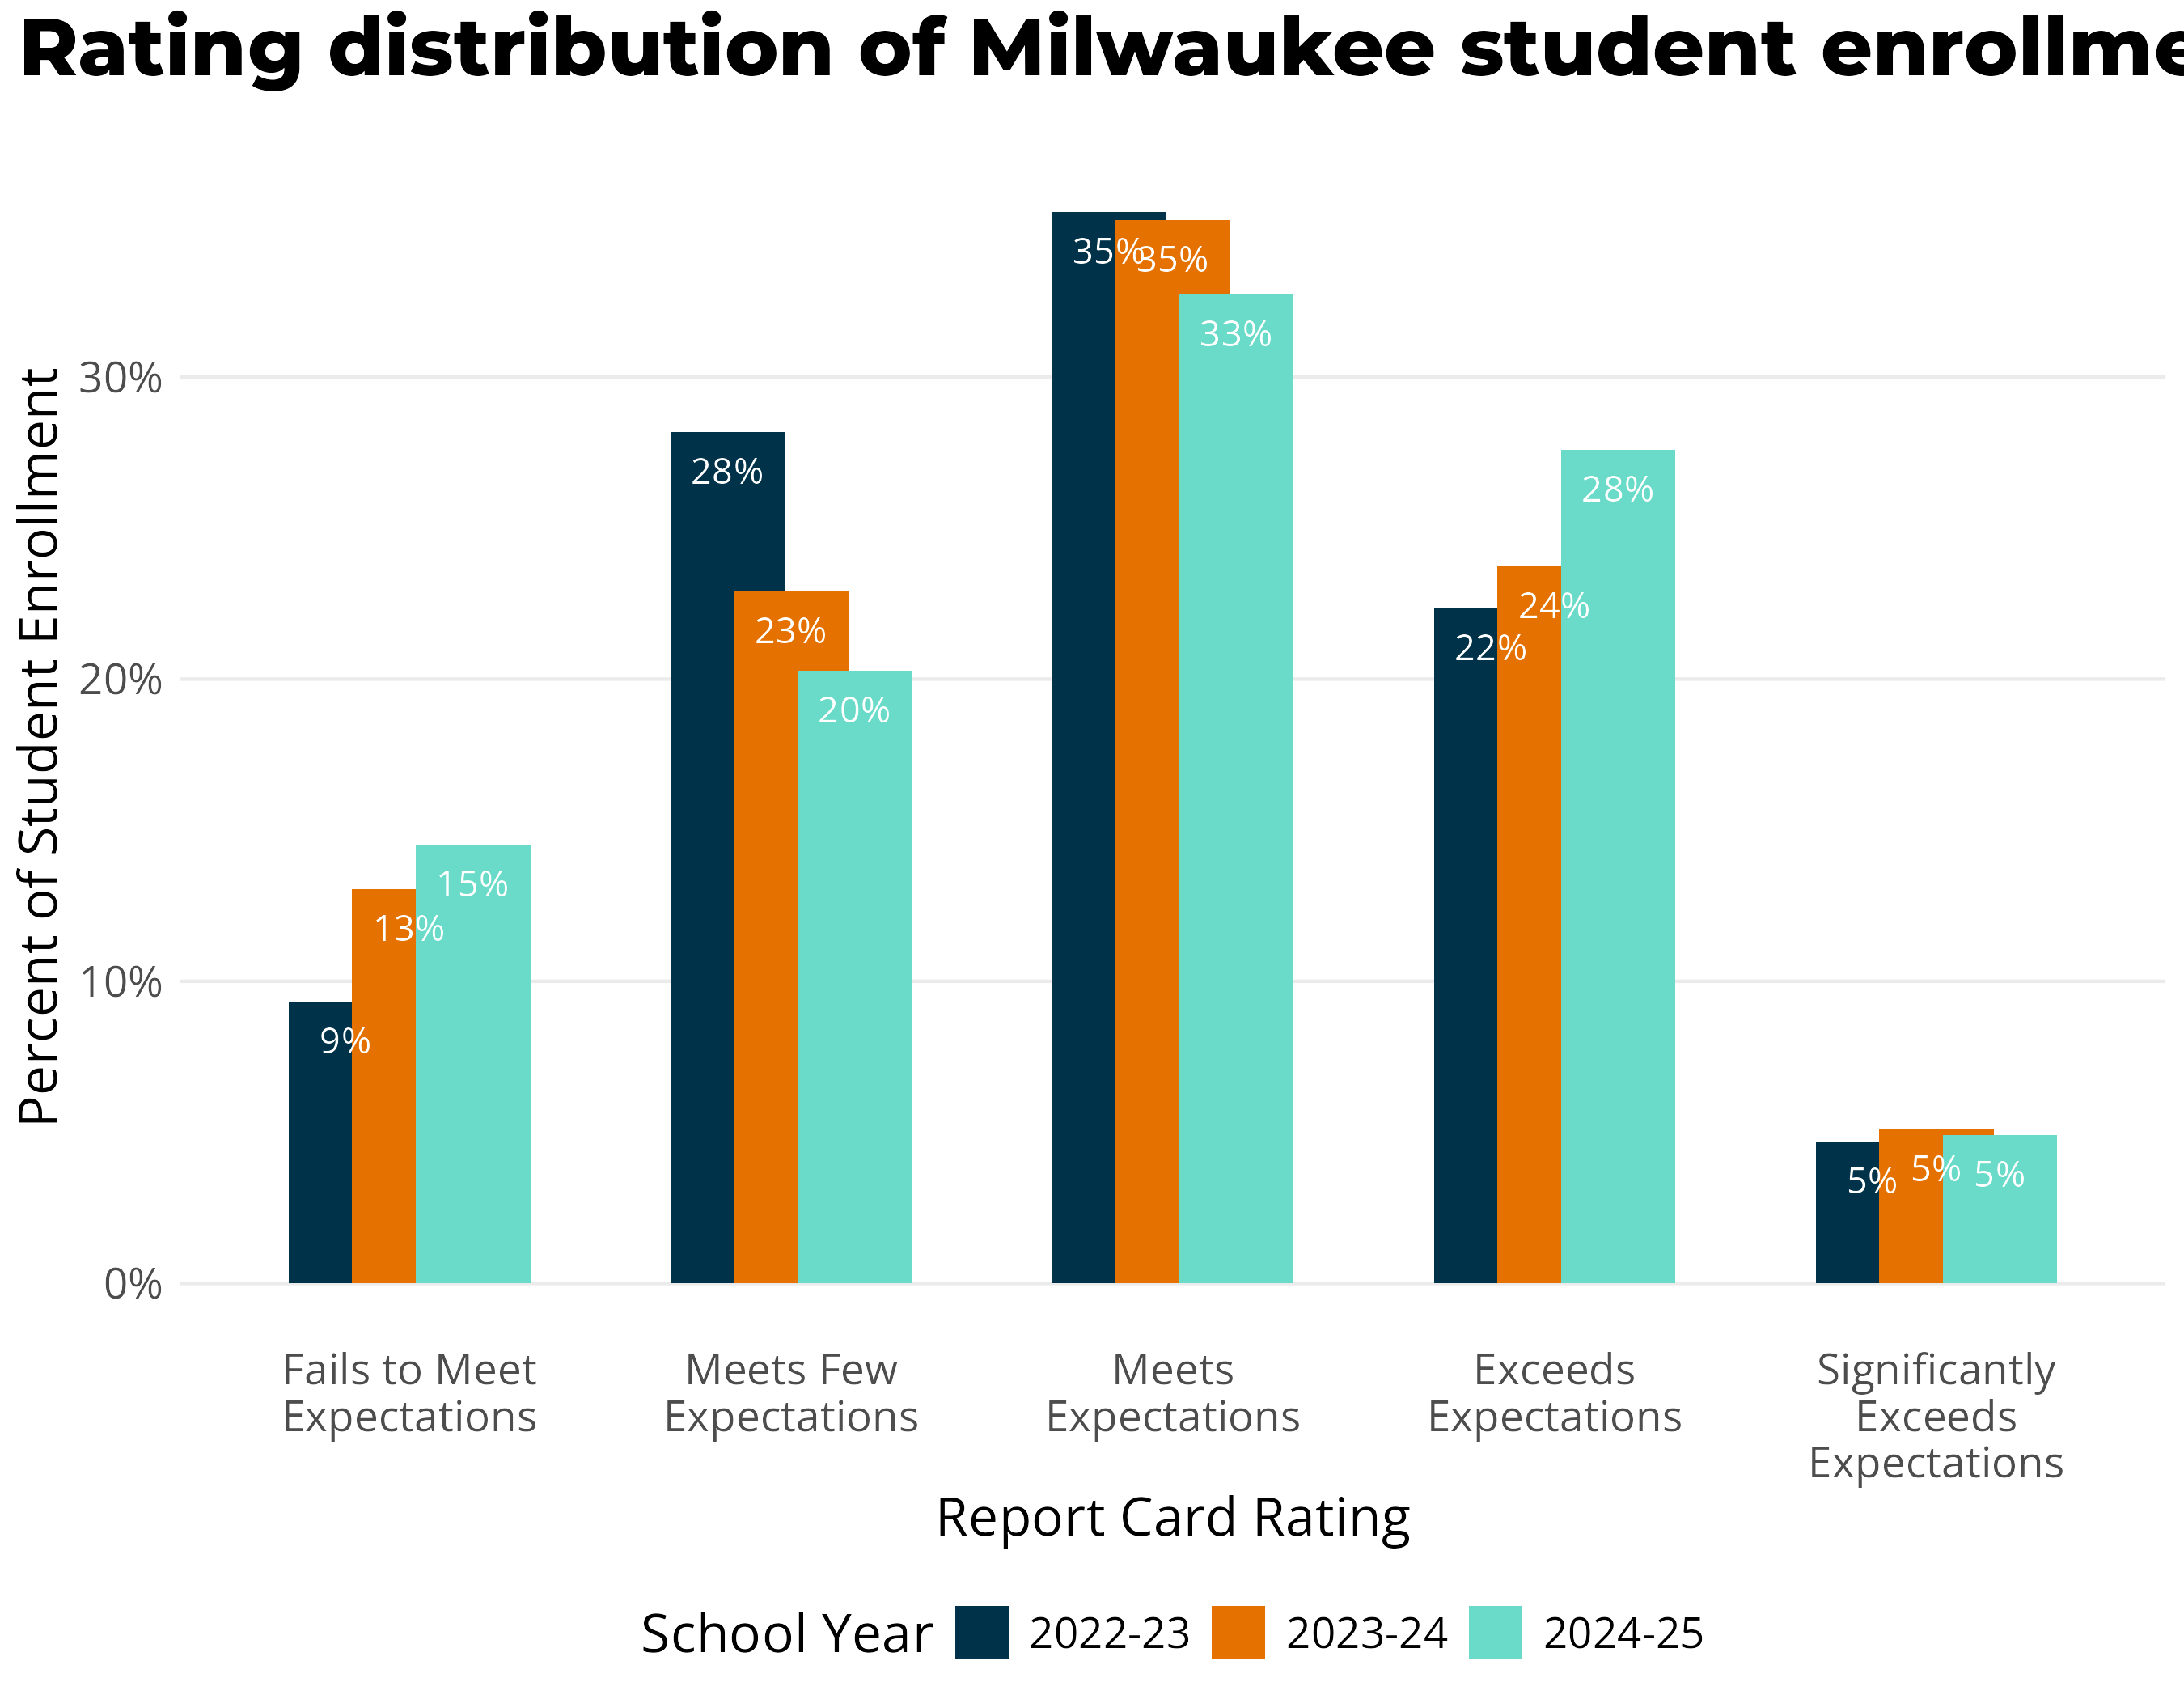 Rating distribution of Milwaukee student enrollme
35%
35%
33%
30%
Percent of Student Enrollment
28%
28%
24%
23%
22%
20%
20%
15%
13%
10%
9%
5%
5%
5%
0%
Fails to Meet
Expectations
Meets Few
Expectations
Meets
Expectations
Exceeds
Expectations
Significantly
Exceeds
Expectations
Report Card Rating
School Year
2022-23
2023-24
2024-25